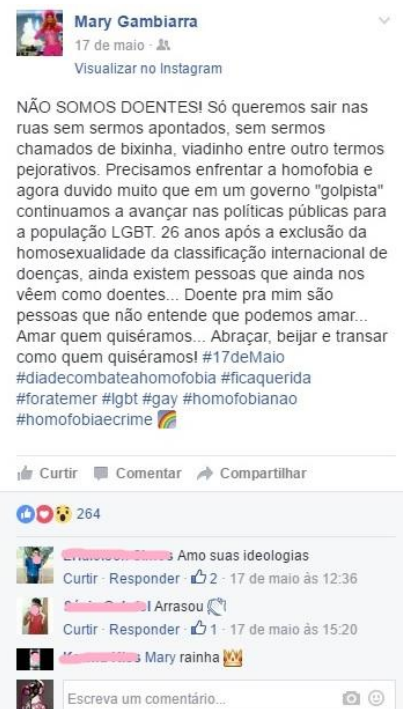 Mary Gambiarra
17 de maio ·
Visualizar no Instagram
NÃO SOMOS DOENTES! Só queremos sair nas
ruas sem sermos apontados, sem sermos
chamados de bixinha, viadinho entre outro termos
pejorativos. Precisamos enfrentar a homofobia e
agora duvido muito que em um governo "golpista"
continuamos a avançar nas políticas públicas para
a população LGBT. 26 anos após a exclusão da
homosexualidade da classificação internacional de
doenças, ainda existem pessoas que ainda nos
vêem como doentes... Doente pra mim são
pessoas que não entende que podemos amar...
Amar quem quiséramos... Abraçar, beijar e transar
como quem quiséramos! #17deMaio
#diadecombateahomofobia #ficaquerida
#foratemer #lgbt #gay #homofobianao
#homofobiaecrime
Curtir Comentar Compartilhar
264
Amo suas ideologias
Curtir · Responder · 2 · 17 de maio às 12:36
Arrasou
Curtir · Responder · 1 · 17 de maio às 15:20
Mary rainha
Escreva um comentário...